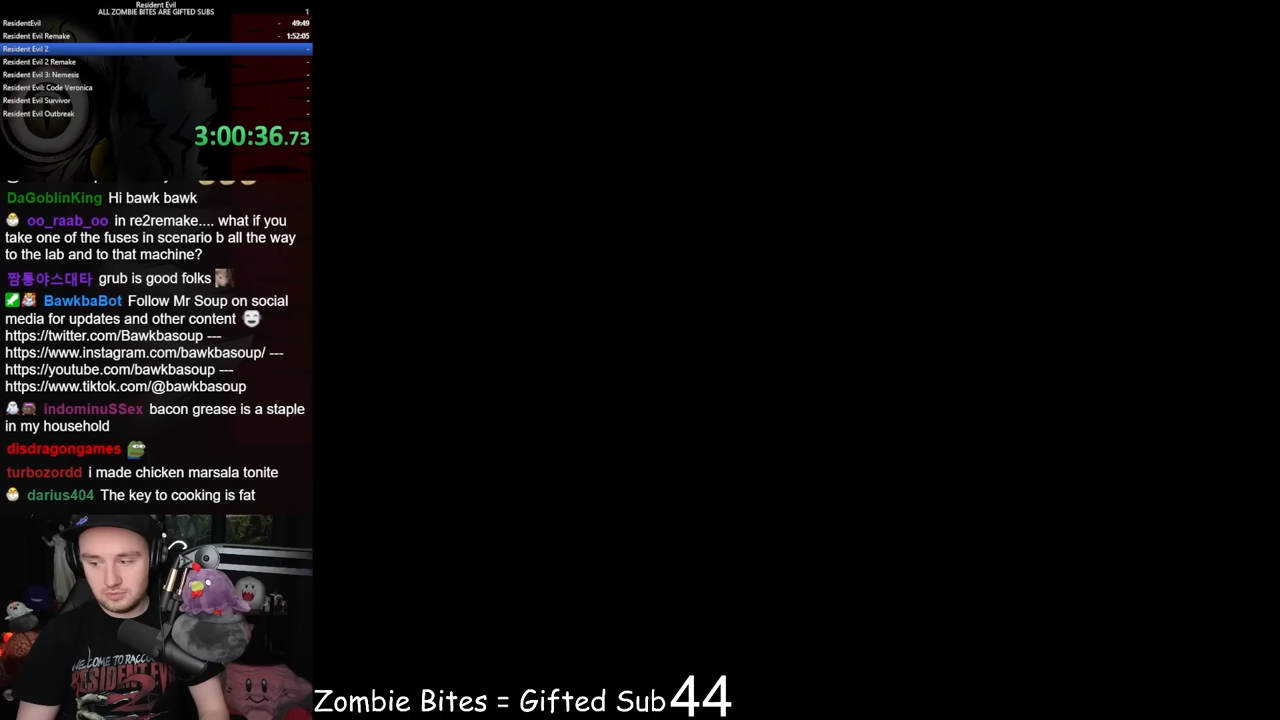 Resident Evil
ALL ZOMBIE BITES ARE GIFTED SUBS 1
ResidentEvil - 49:49
Resident Evil Remake - 1:52:05
Resident Evil 2 -
Resident Evil 2 Remake -
Resident Evil 3: Nemesis -
Resident Evil: Code Veronica -
Resident Evil Survivor -
Resident Evil Outbreak -
3:00:36.73
DaGoblinKing Hi bawk bawk
oo_raab_oo in re2remake.... what if you
take one of the fuses in scenario b all the way
to the lab and to that machine?
짬통야스대타 grub is good folks
BawkbaBot Follow Mr Soup on social
media for updates and other content
https://twitter.com/Bawkbasoup ---
https://www.instagram.com/bawkbasoup/ ---
https://youtube.com/bawkbasoup ---
https://www.tiktok.com/@bawkbasoup
indominuSSex bacon grease is a staple
in my household
disdragongames
turbozordd i made chicken marsala tonite
darius404 The key to cooking is fat
WELCOME TO RACCO
RESIDENT EVI
2
Zombie Bites = Gifted Sub 44